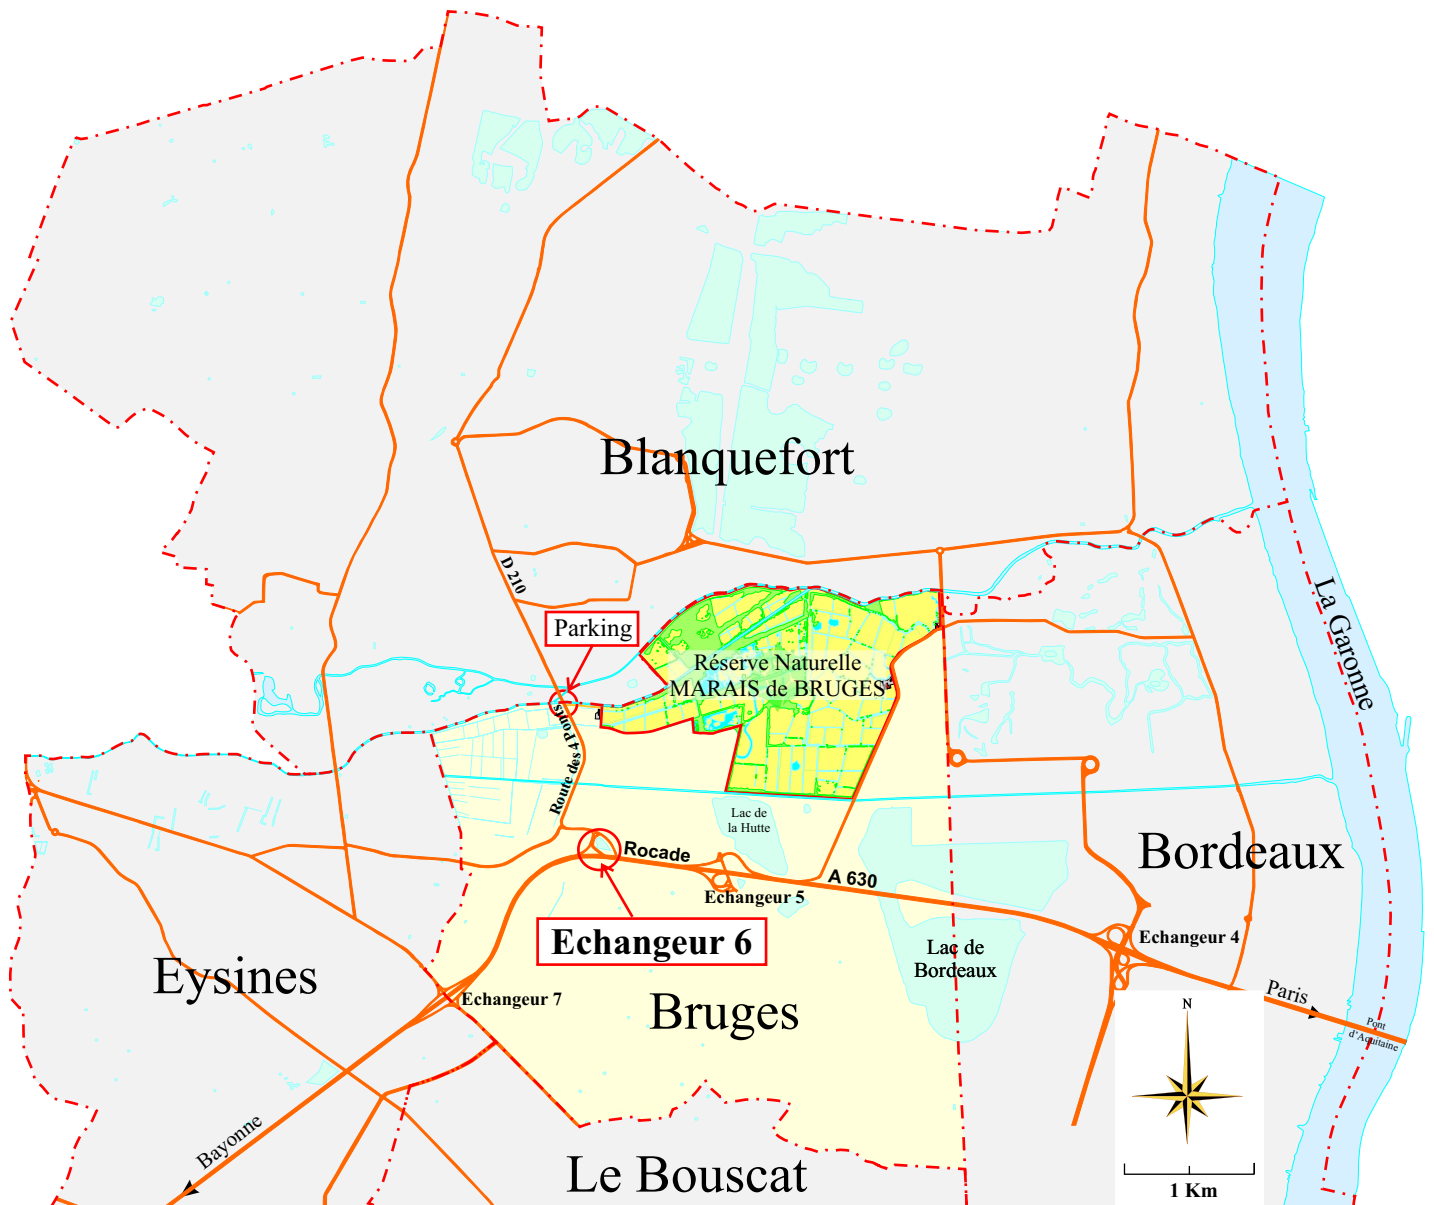 Blanquefort
D 210
Parking
Réserve Naturelle
MARAIS de BRUGES
La Garonne
Route des 4 Ponts
Lac de
la Hutte
Rocade
A 630
Echangeur 5
Bordeaux
Echangeur 6
Echangeur 4
Lac de
Bordeaux
Eysines
Echangeur 7
Bruges
Paris
Pont
d'Aquitaine
N
Bayonne
Le Bouscat
1 Km